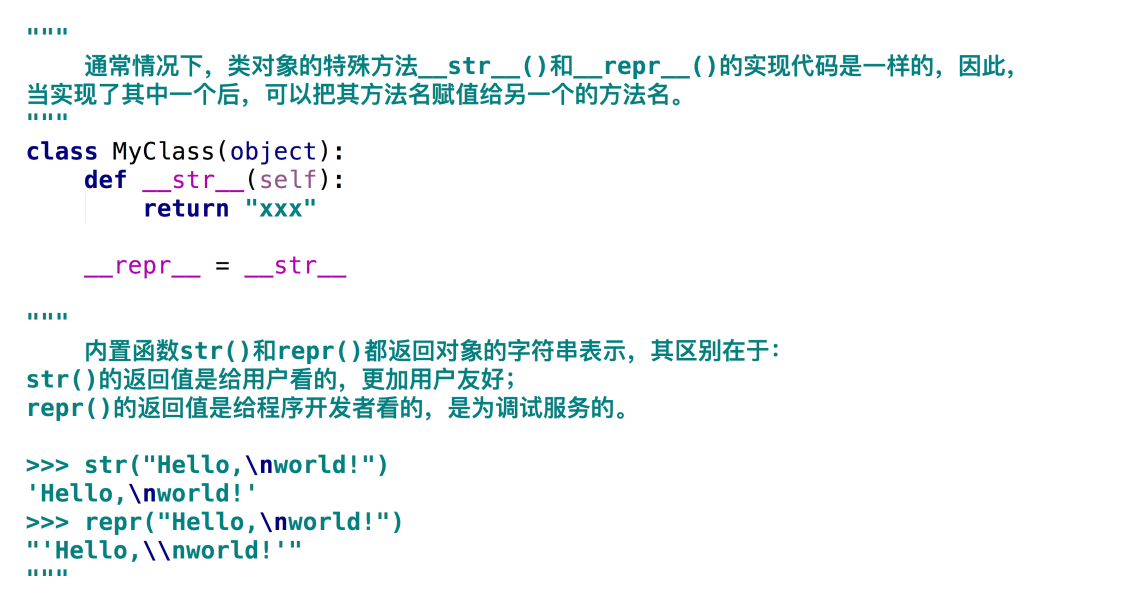 """
    通常情况下，类对象的特殊方法__str__()和__repr__()的实现代码是一样的，因此，
当实现了其中一个后，可以把其方法名赋值给另一个的方法名。
"""
class MyClass(object):
    def __str__(self):
        return "xxx"

    __repr__ = __str__

"""
    内置函数str()和repr()都返回对象的字符串表示，其区别在于：
str()的返回值是给用户看的，更加用户友好；
repr()的返回值是给程序开发者看的，是为调试服务的。

>>> str("Hello,\nworld!")
'Hello,\nworld!'
>>> repr("Hello,\nworld!")
"'Hello,\\nworld!'"
"""